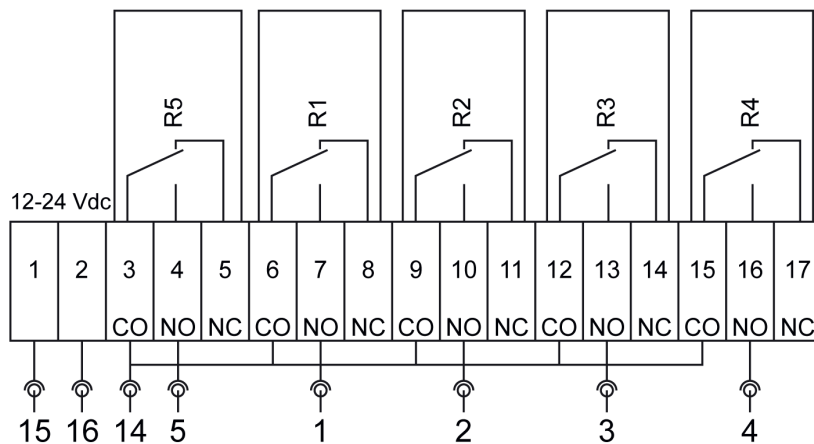 R5 R1 R2 R3 R4
12-24 Vdc
1 2 3 4 5 6 7 8 9 10 11 12 13 14 15 16 17
CO NO NC CO NO NC CO NO NC CO NO NC CO NO NC
15 16 14 5 1 2 3 4